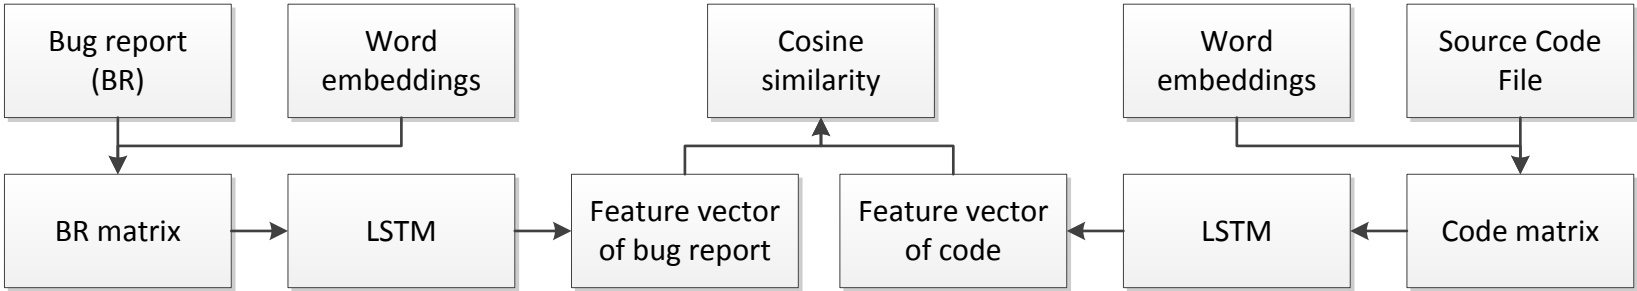 Bug report
(BR)
Word
embeddings
Cosine
similarity
Word
embeddings
Source Code
File
BR matrix
LSTM
Feature vector
of bug report
Feature vector
of code
LSTM
Code matrix